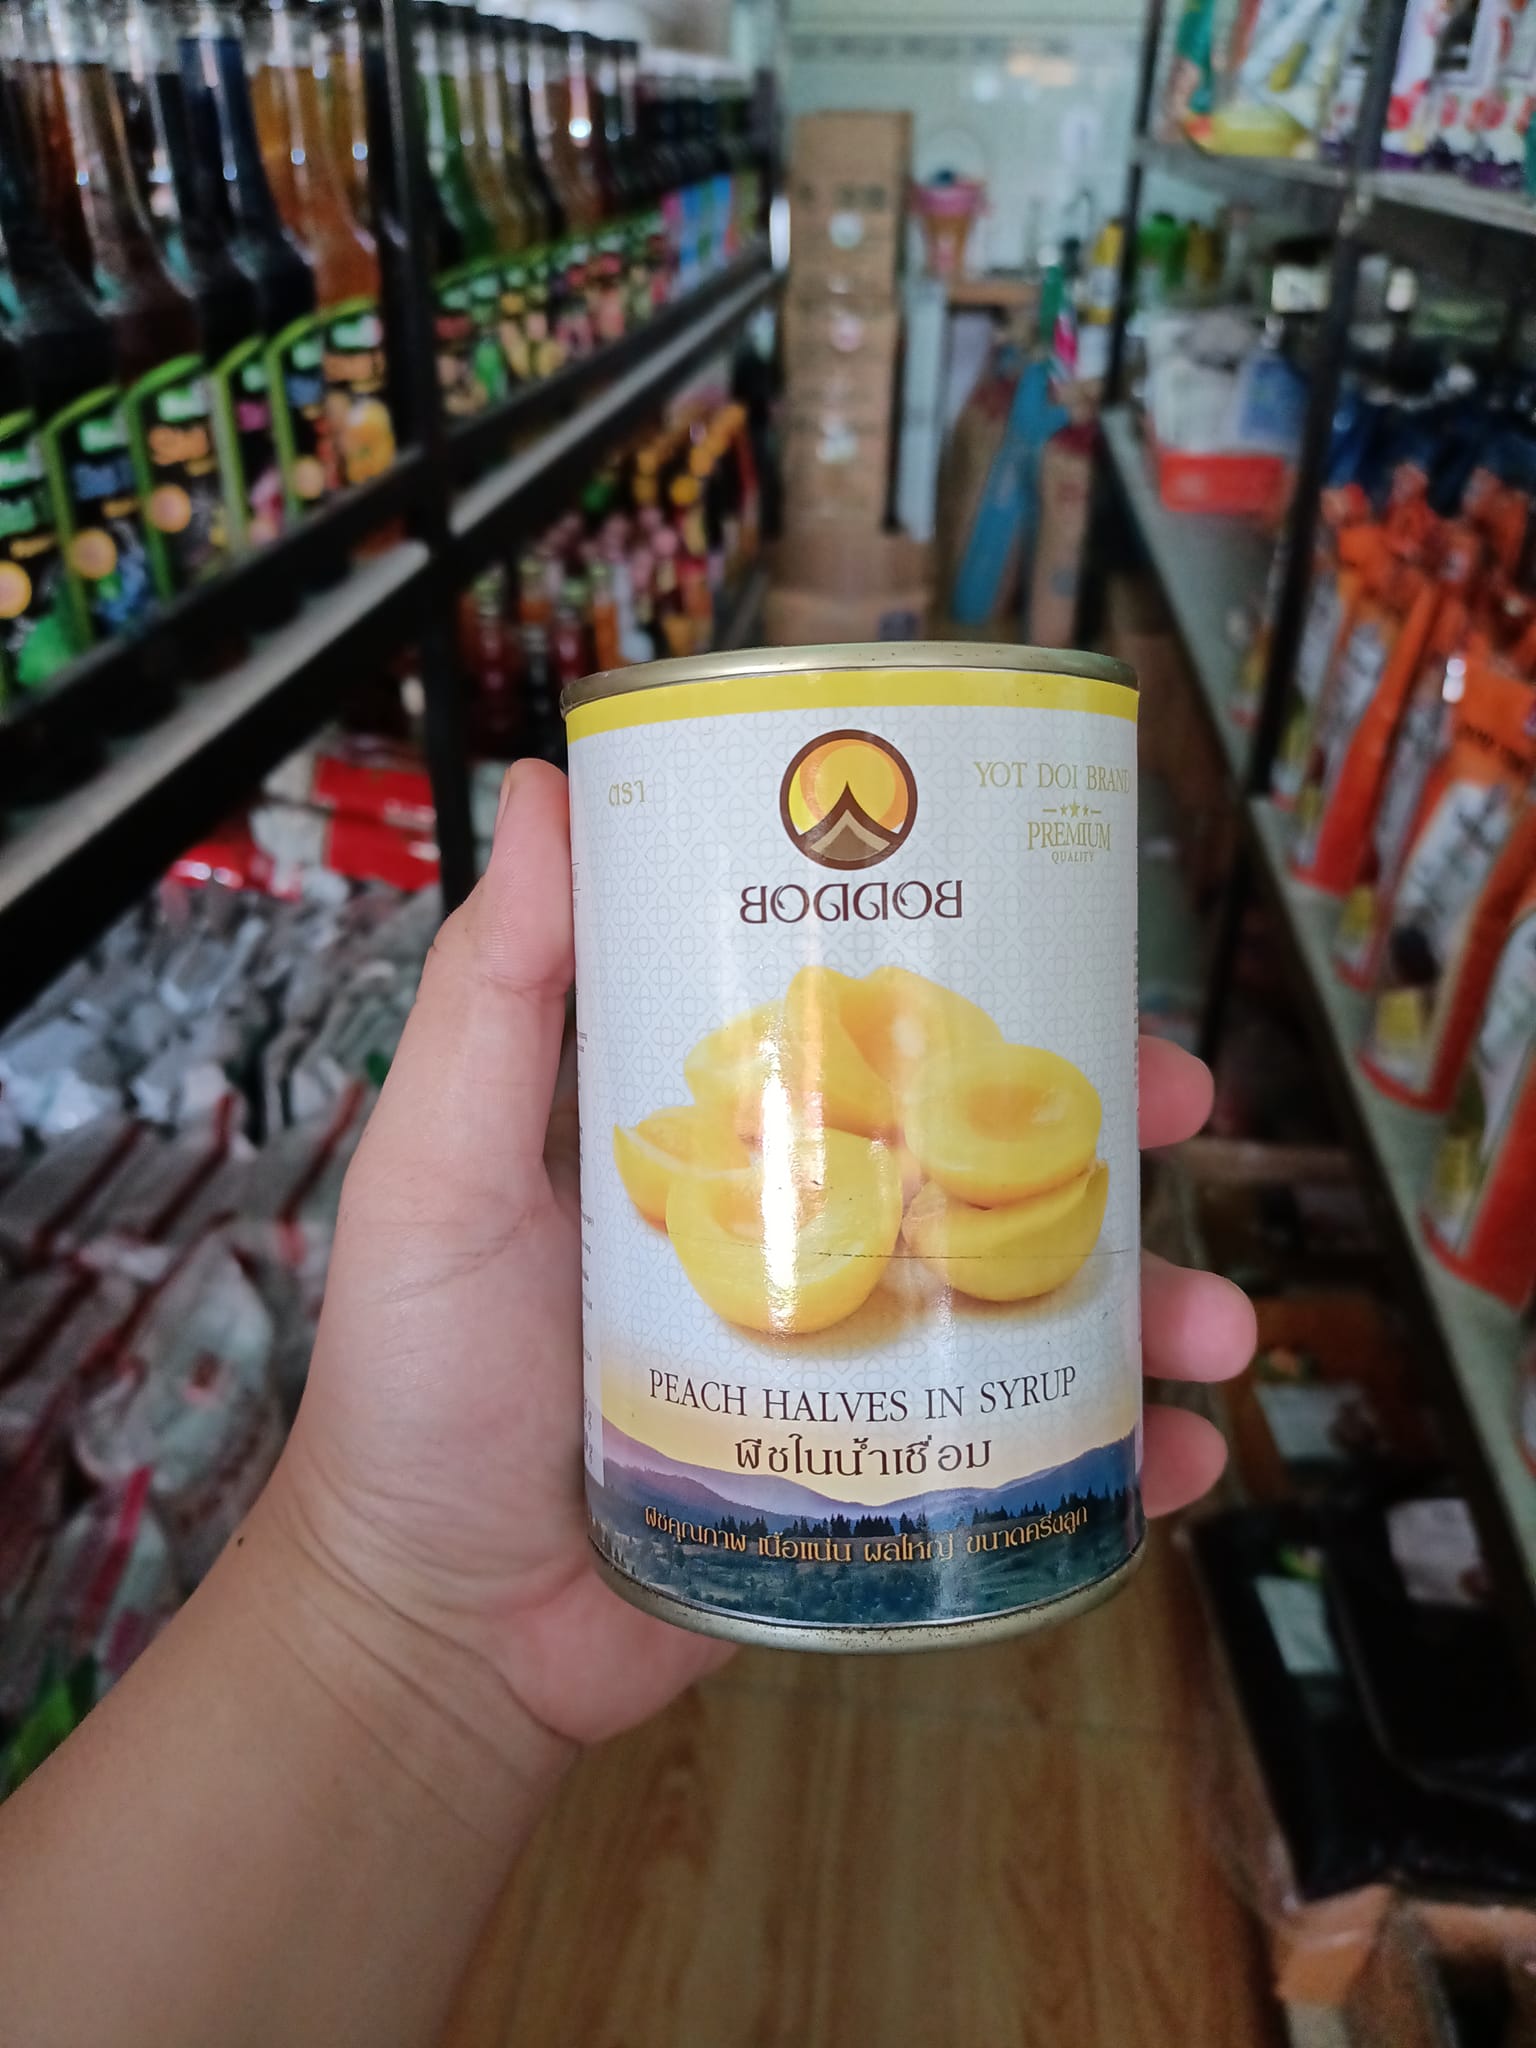 ตรา
YOT DOI BRAND
PREMIUM
QUALITY
ยอดดอย
PEACH HALVES IN SYRUP
พีชในน้ำเชื่อม
พีชคุณภาพ เนื้อแน่น ผลใหญ่ ขนาดครึ่งลูก